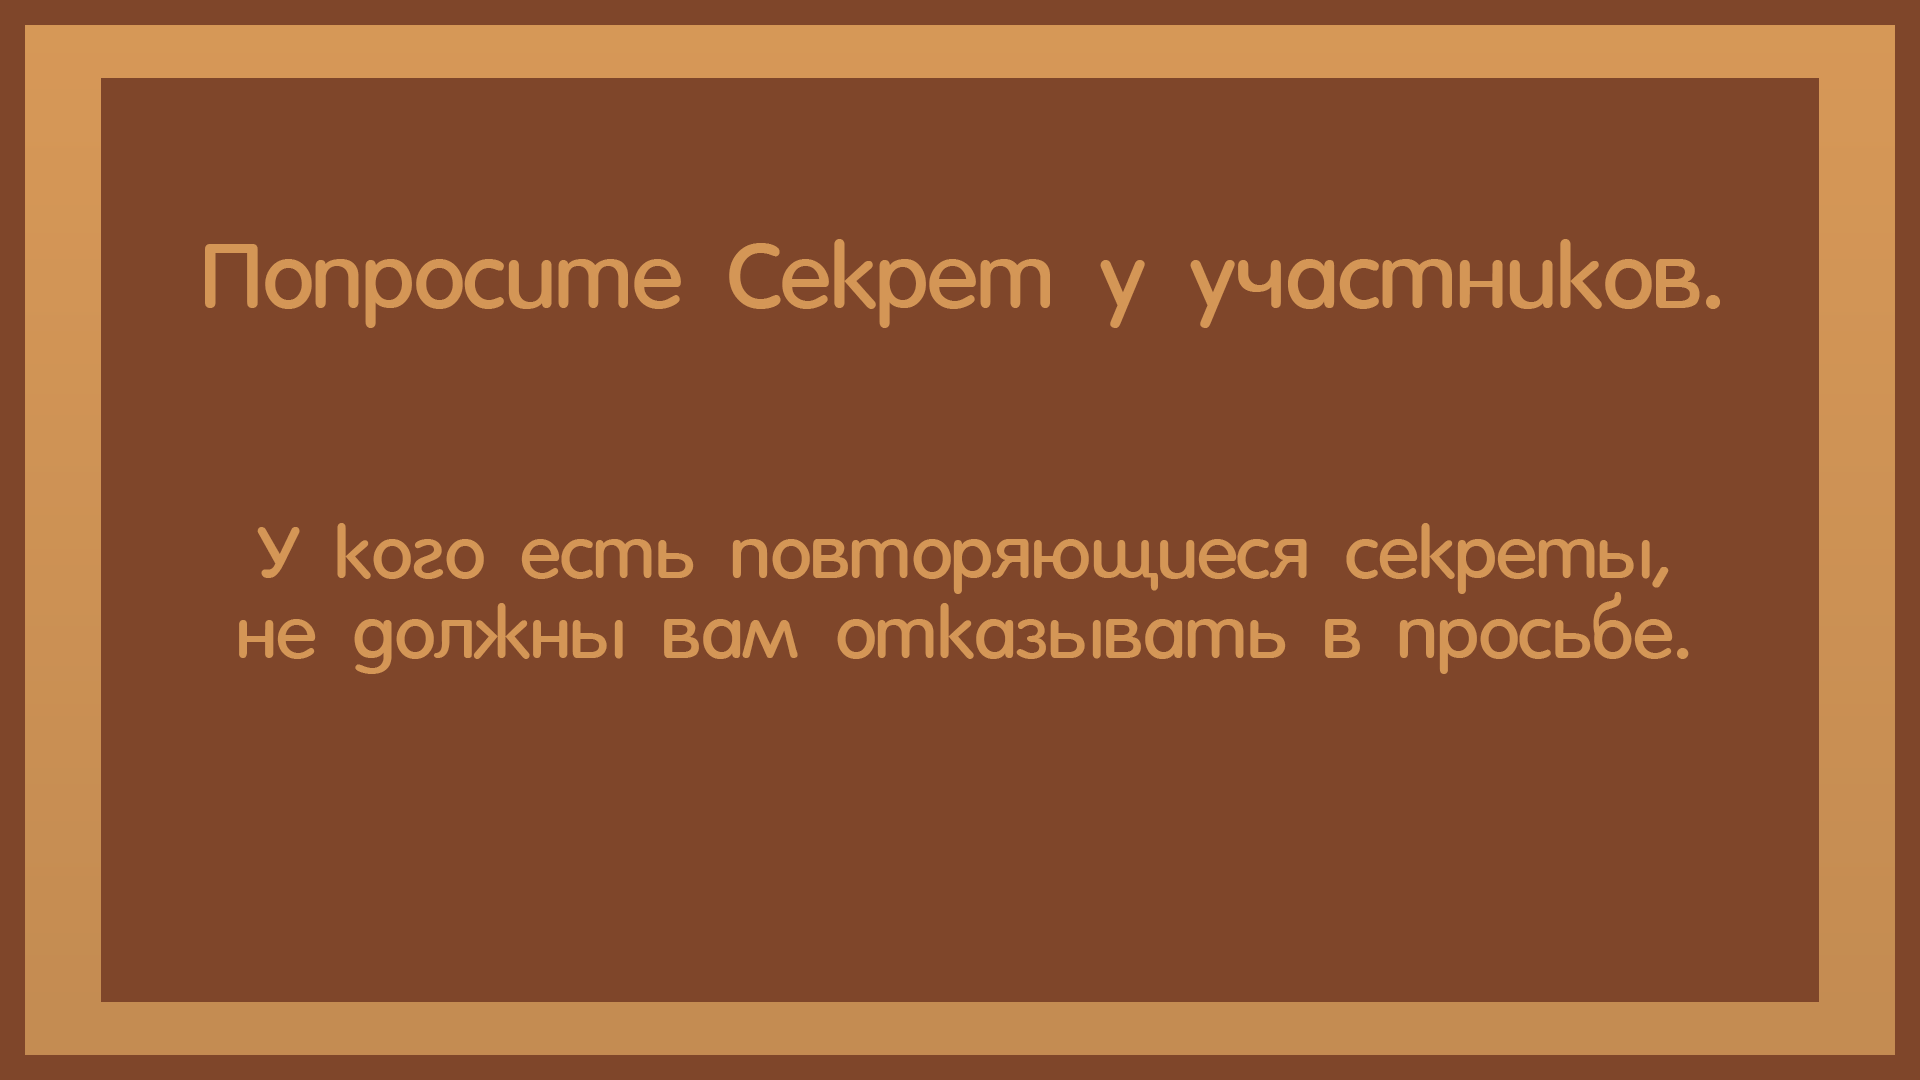 Попросите Секрет у участников.
У кого есть повторяющиеся секреты,
не должны вам отказывать в просьбе.